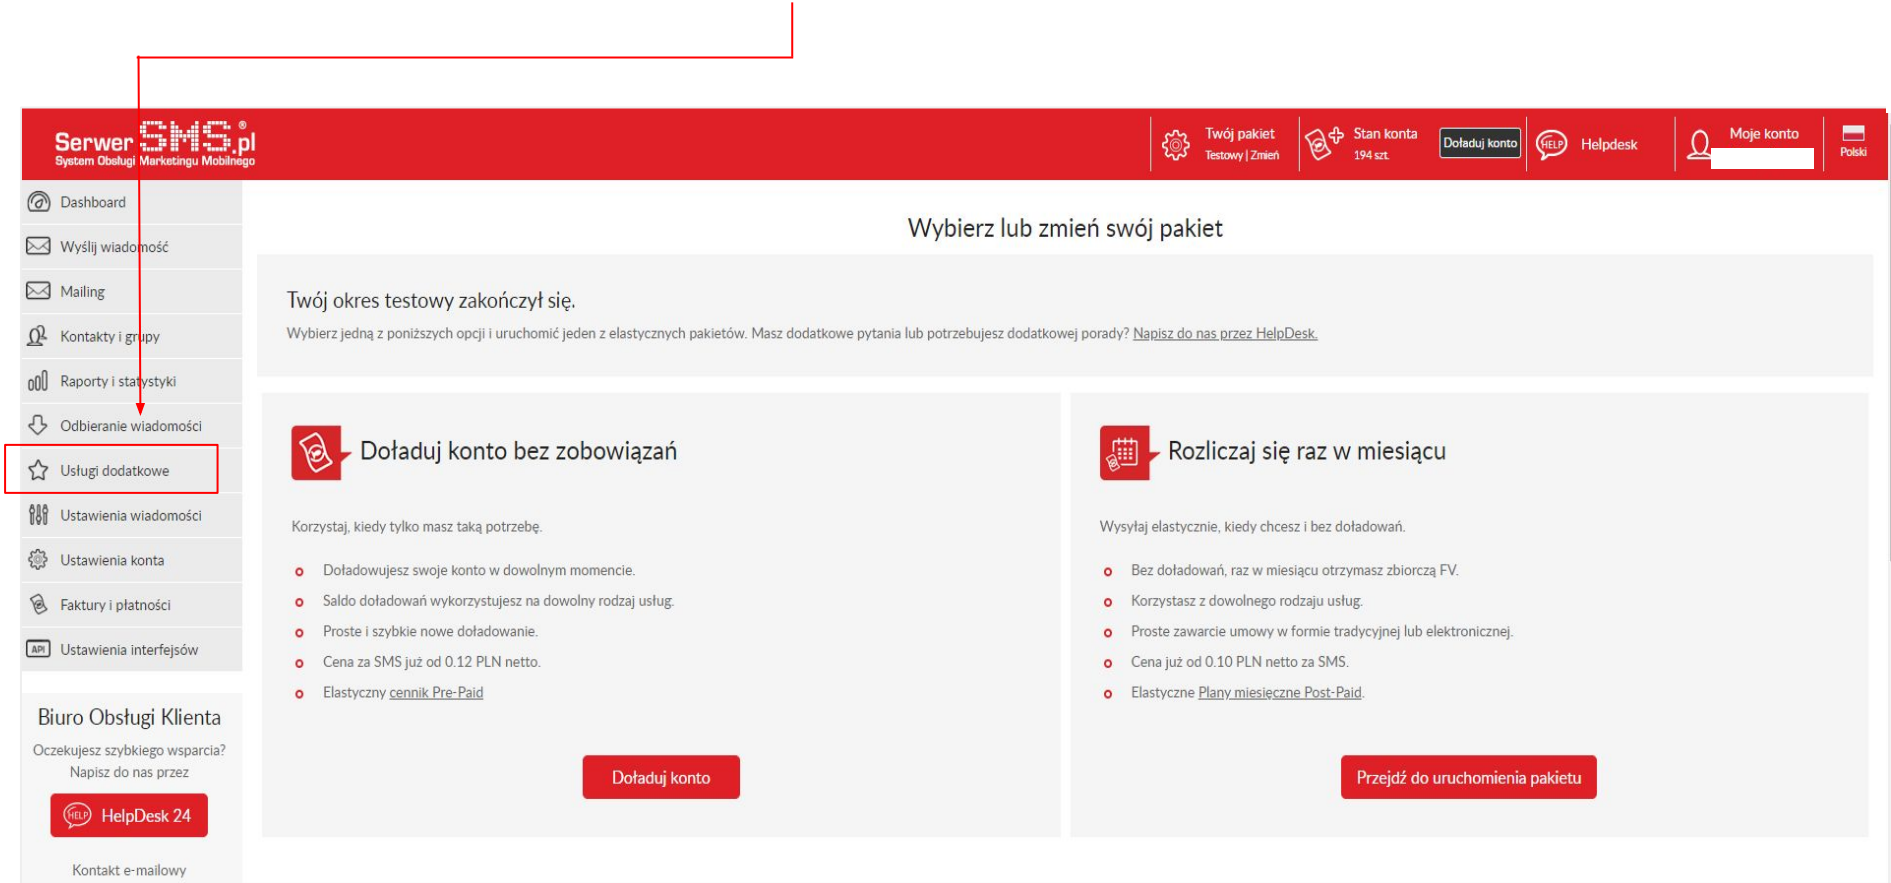 Serwer SMS.pl
System Obsługi Marketingu Mobilnego
Twój pakiet
Testowy | Zmień
Stan konta
194 szt.
Doładuj konto
HELP
Helpdesk
Moje konto
Polski
Dashboard
Wyślij wiadomość
Mailing
Kontakty i grupy
Raporty i statystyki
Odbieranie wiadomości
Usługi dodatkowe
Ustawienia wiadomości
Ustawienia konta
Faktury i płatności
API
Ustawienia interfejsów
Biuro Obsługi Klienta
Oczekujesz szybkiego wsparcia?
Napisz do nas przez
HELP
HelpDesk 24
Kontakt e-mailowy
Wybierz lub zmień swój pakiet
Twój okres testowy zakończył się.
Wybierz jedną z poniższych opcji i uruchomić jeden z elastycznych pakietów. Masz dodatkowe pytania lub potrzebujesz dodatkowej porady? Napisz do nas przez HelpDesk.
Doładuj konto bez zobowiązań
Korzystaj, kiedy tylko masz taką potrzebę.
Doładowujesz swoje konto w dowolnym momencie.
Saldo doładowań wykorzystujesz na dowolny rodzaj usług.
Proste i szybkie nowe doładowanie.
Cena za SMS już od 0.12 PLN netto.
Elastyczny cennik Pre-Paid
Doładuj konto
Rozliczaj się raz w miesiącu
Wysyłaj elastycznie, kiedy chcesz i bez doładowań.
Bez doładowań, raz w miesiącu otrzymasz zbiorczą FV.
Korzystasz z dowolnego rodzaju usług.
Proste zawarcie umowy w formie tradycyjnej lub elektronicznej.
Cena już od 0.10 PLN netto za SMS.
Elastyczne Plany miesięczne Post-Paid.
Przejdź do uruchomienia pakietu